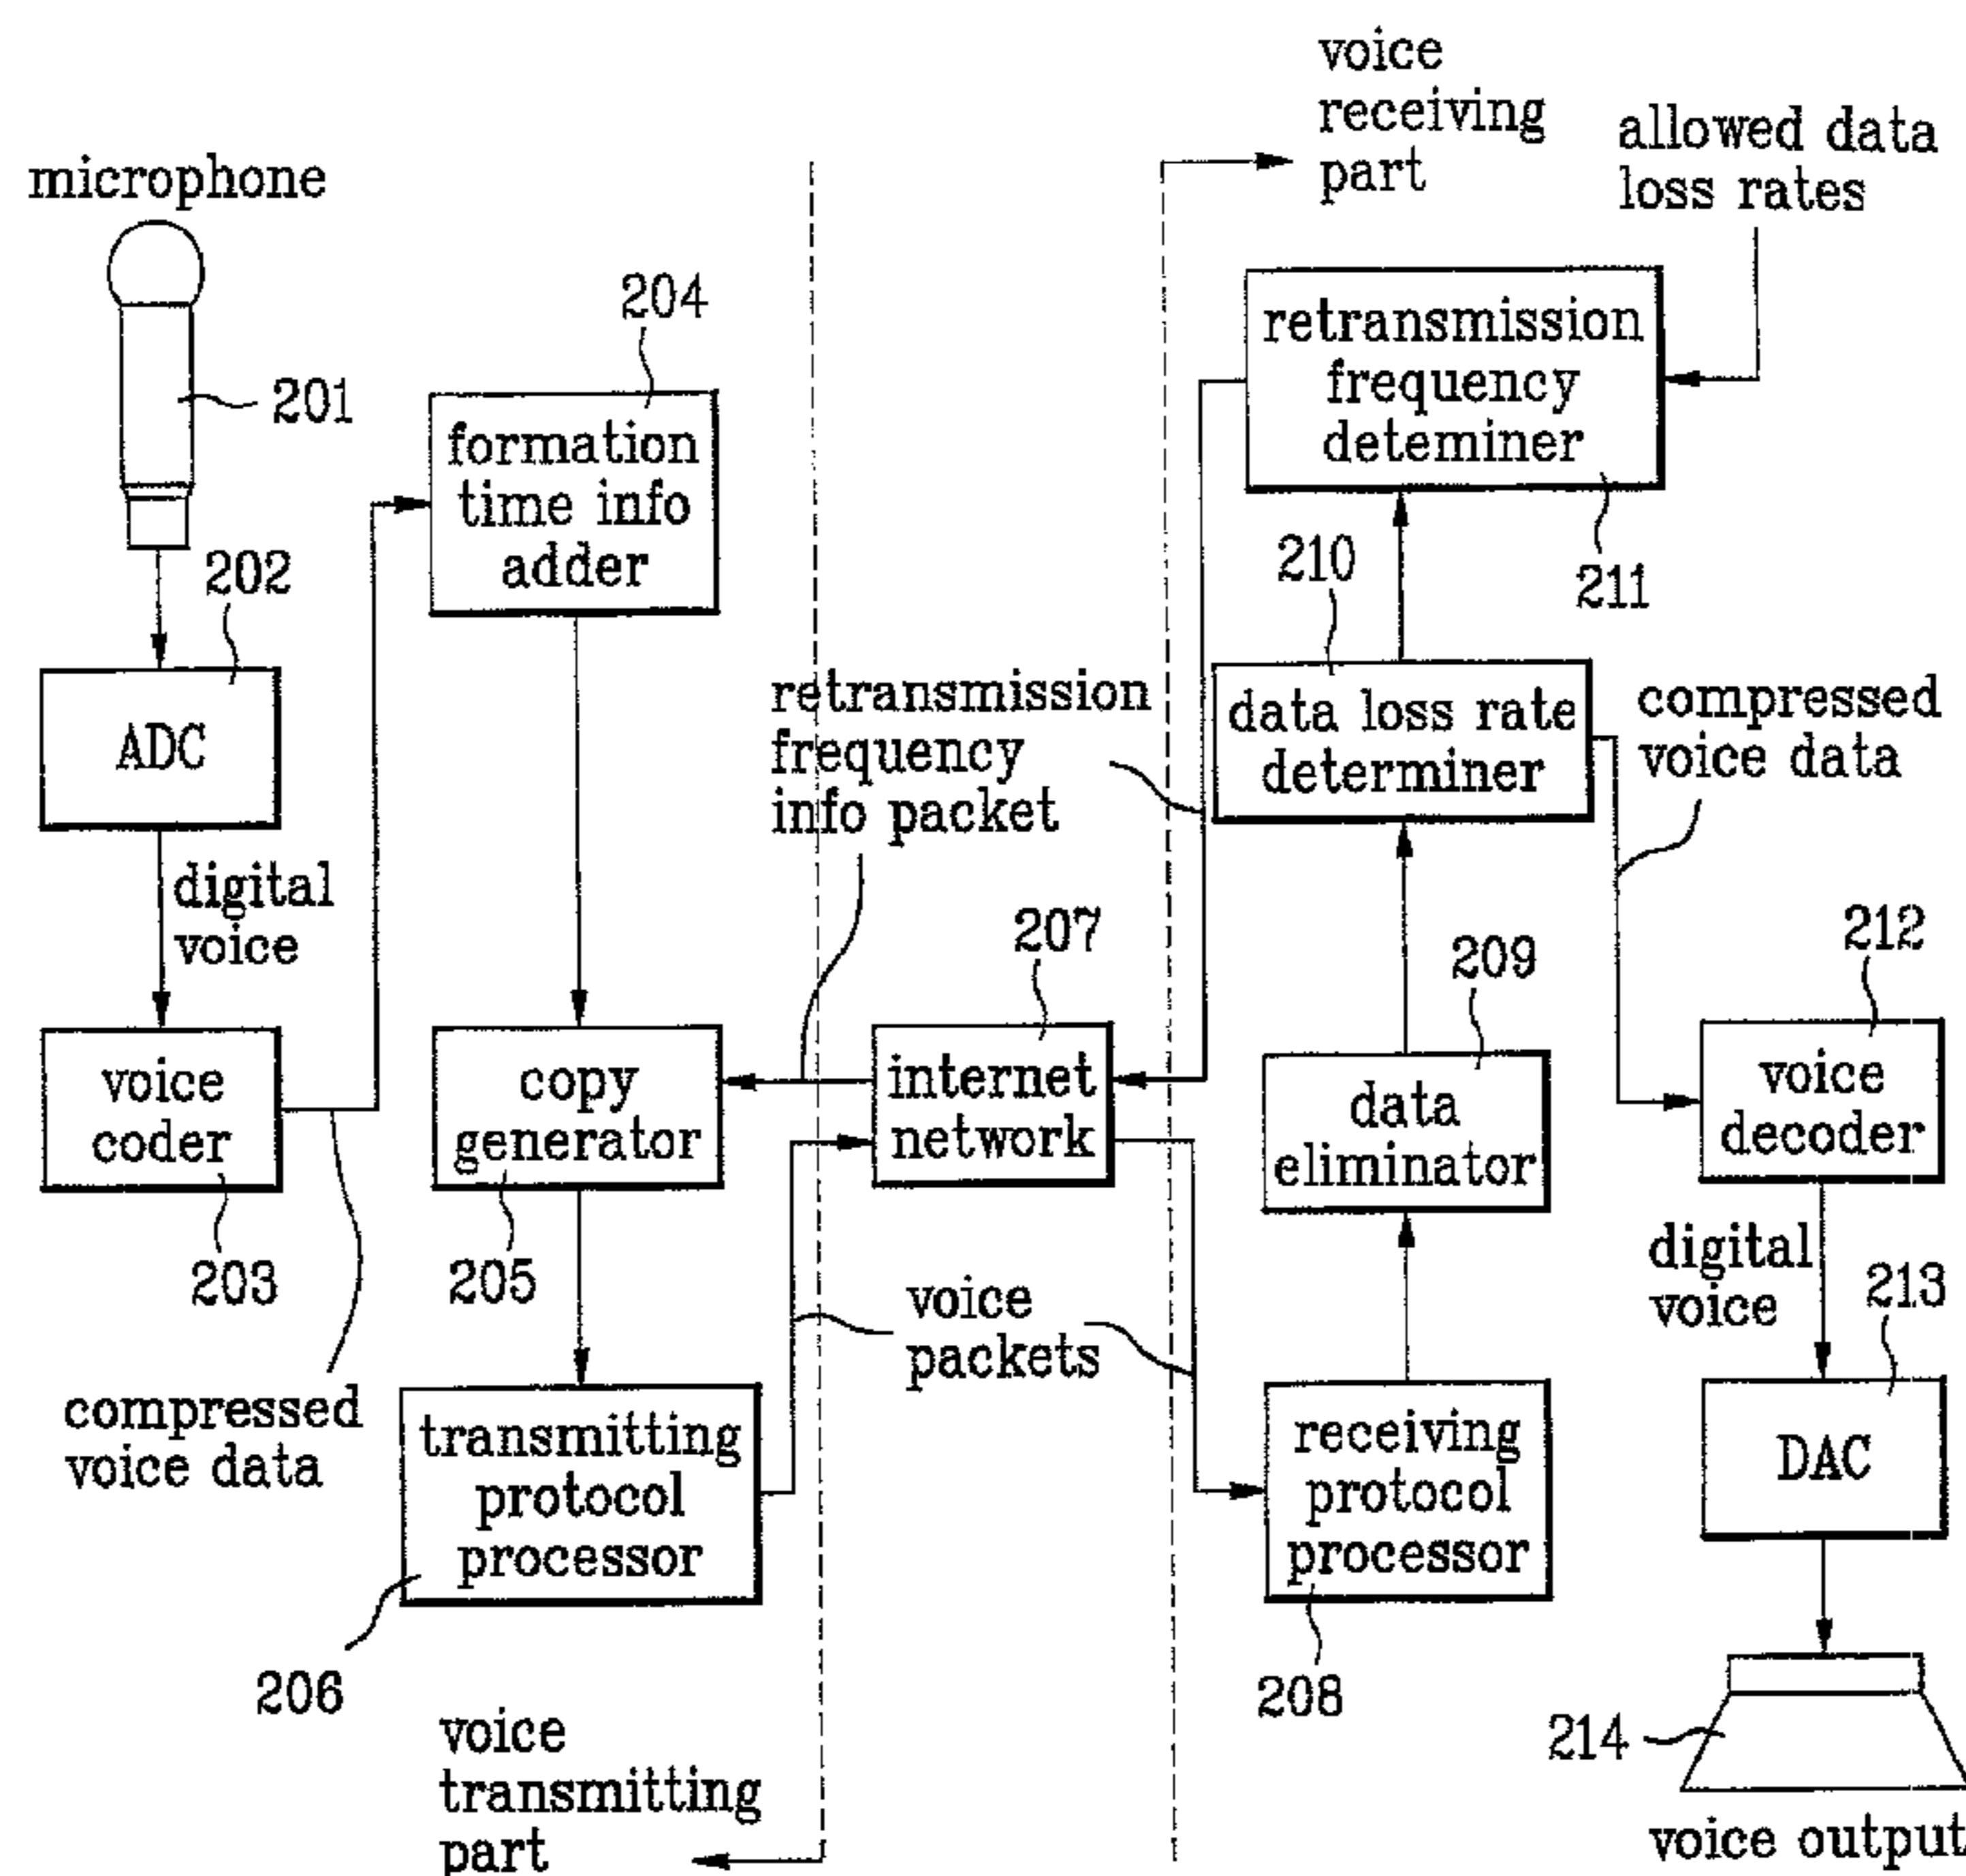 voice
receiving
part
allowed data
loss rates
microphone
201
204
formation
time info
adder
retransmission
frequency
deteminer
211
202
ADC
210
data loss rate
determiner
retransmission
frequency
info packet
compressed
voice data
digital
voice
207
209
212
voice
coder
203
copy
generator
205
internet
network
data
eliminator
voice
decoder
digital
voice
213
voice
packets
compressed
voice data
transmitting
protocol
processor
206
receiving
protocol
processor
208
DAC
214
voice
transmitting
part
voice output